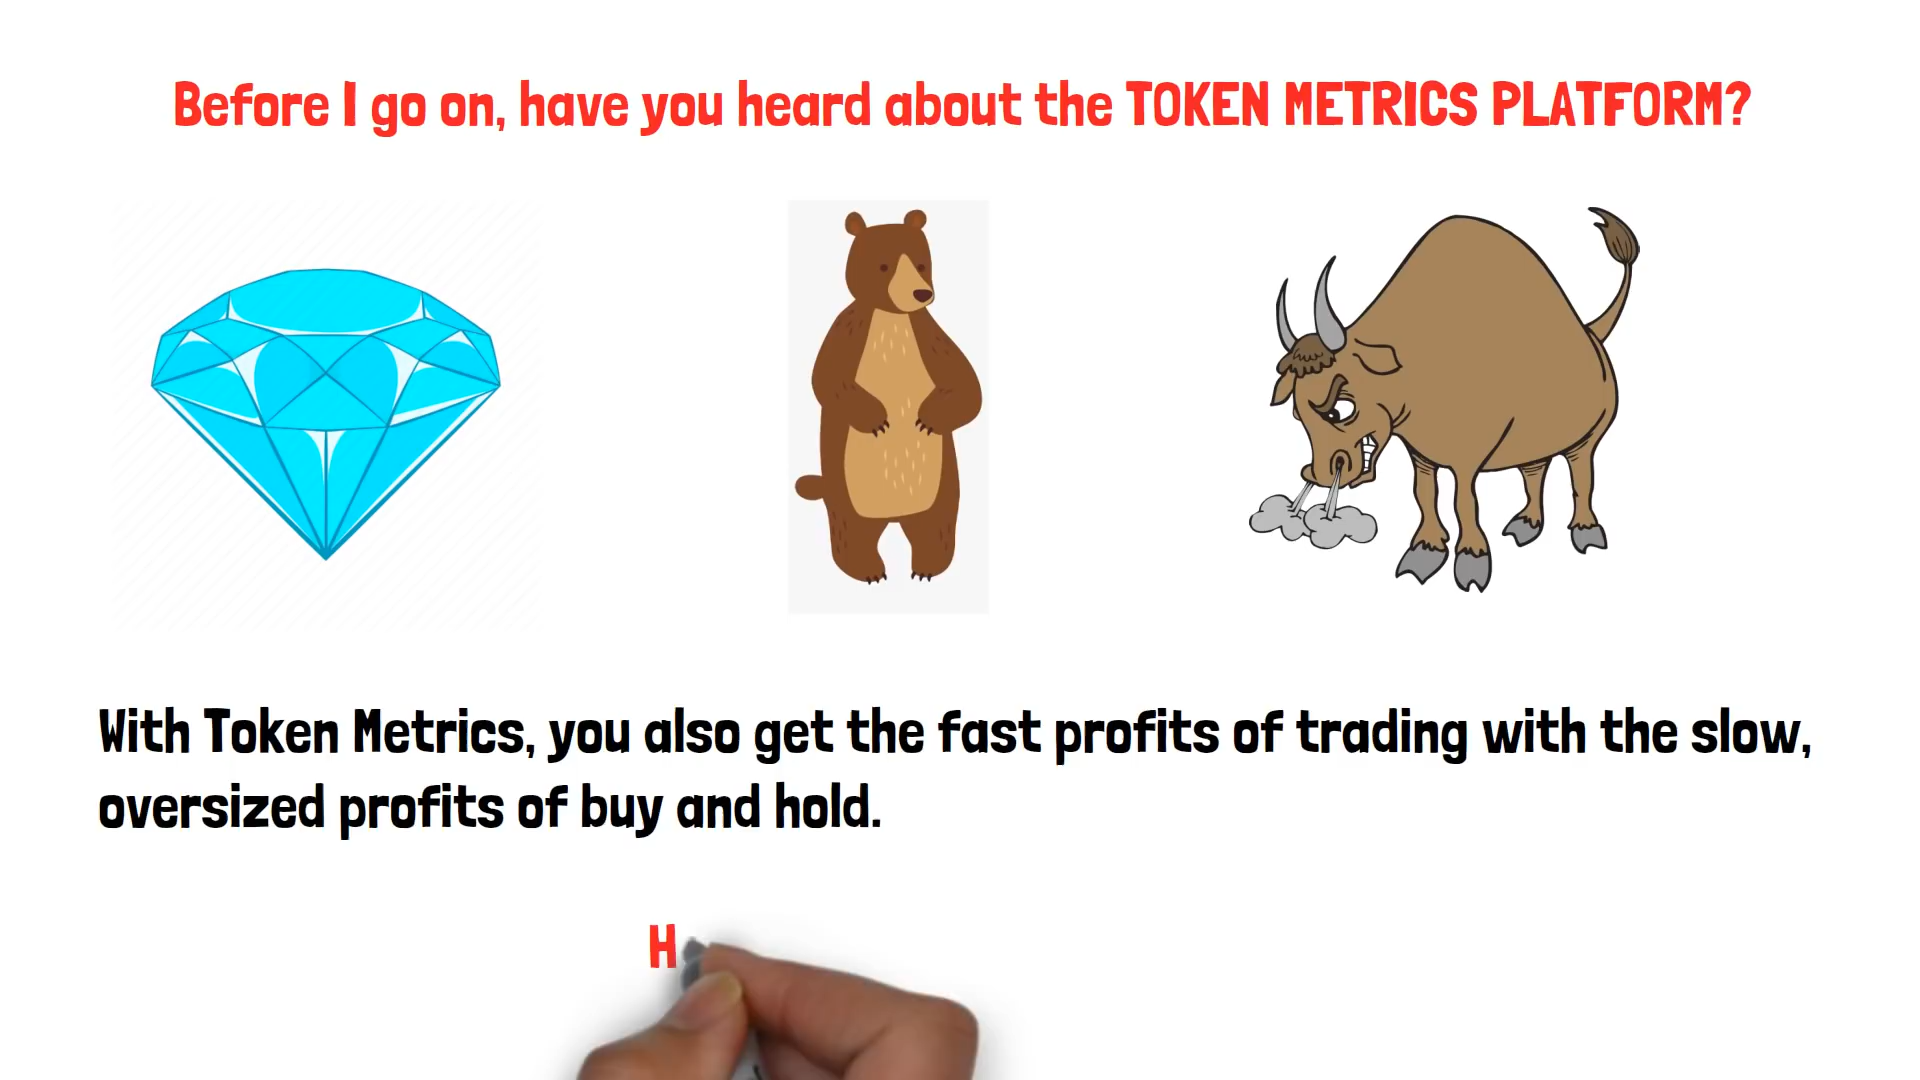 Before I go on, have you heard about the TOKEN METRICS PLATFORM?
With Token Metrics, you also get the fast profits of trading with the slow,
oversized profits of buy and hold.
H